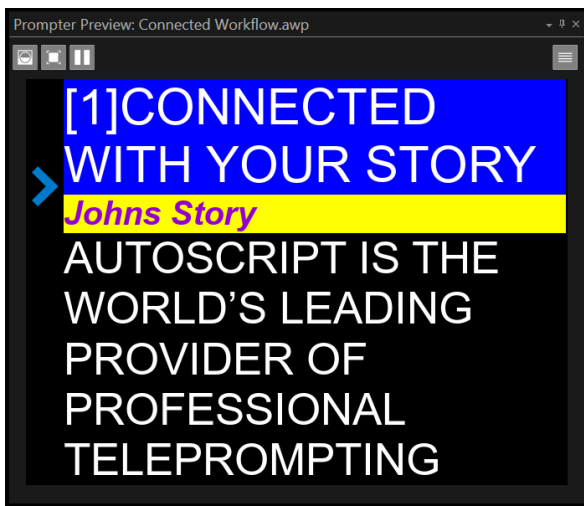 Prompter Preview: Connected Workflow.awp
[1]CONNECTED
WITH YOUR STORY
Johns Story
AUTOSCRIPT IS THE
WORLD’S LEADING
PROVIDER OF
PROFESSIONAL
TELEPROMPTING